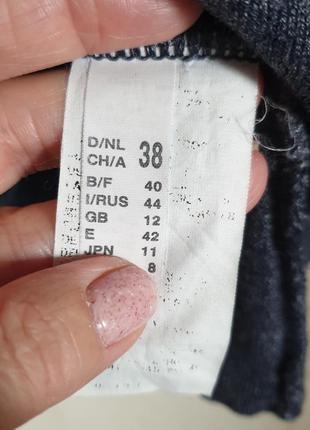 D/NL
CH/A 38
B/F 40
I/RUS 44
GB 12
E 42
JPN 11
8